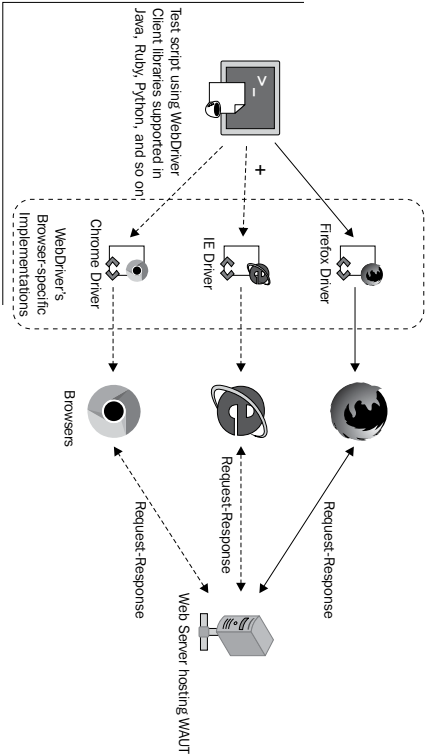 Test script using WebDriver
Client libraries supported in
Java, Ruby, Python, and so on
>_
+
Firefox Driver
IE Driver
Chrome Driver
WebDriver's
Browser-specific
Implementations
Browsers
Request-Response
Request-Response
Request-Response
Web Server hosting WAUT